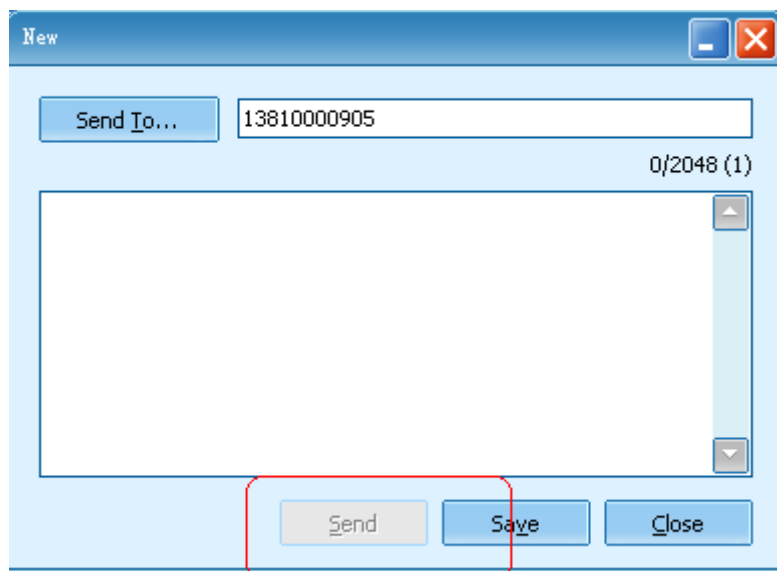 New
Send To...
13810000905
0/2048 (1)
Send
Save
Close